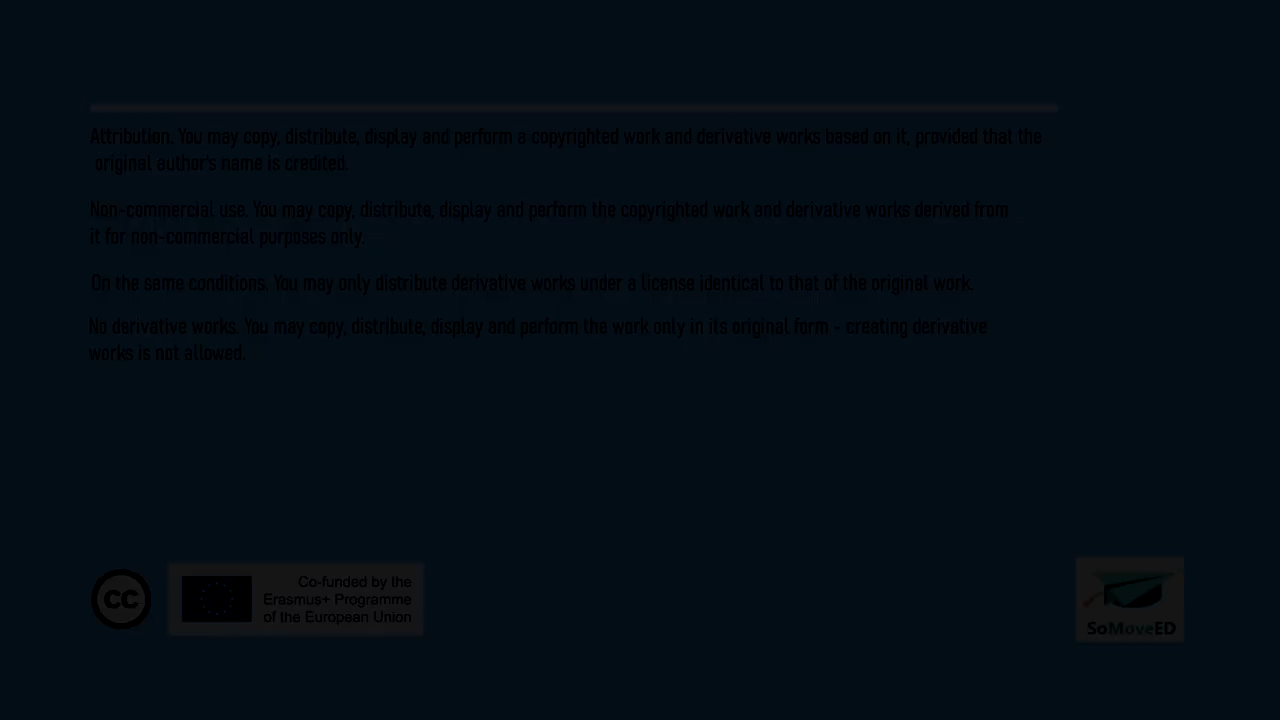 Attribution. You may copy, distribute, display and perform a copyrighted work and derivative works based on it, provided that the
original author's name is credited.
Non-commercial use. You may copy, distribute, display and perform the copyrighted work and derivative works derived from
it for non-commercial purposes only.
On the same conditions. You may only distribute derivative works under a license identical to that of the original work.
No derivative works. You may copy, distribute, display and perform the work only in its original form - creating derivative
works is not allowed.
CC
Co-funded by the
Erasmus+ Programme
of the European Union
SoMoveED